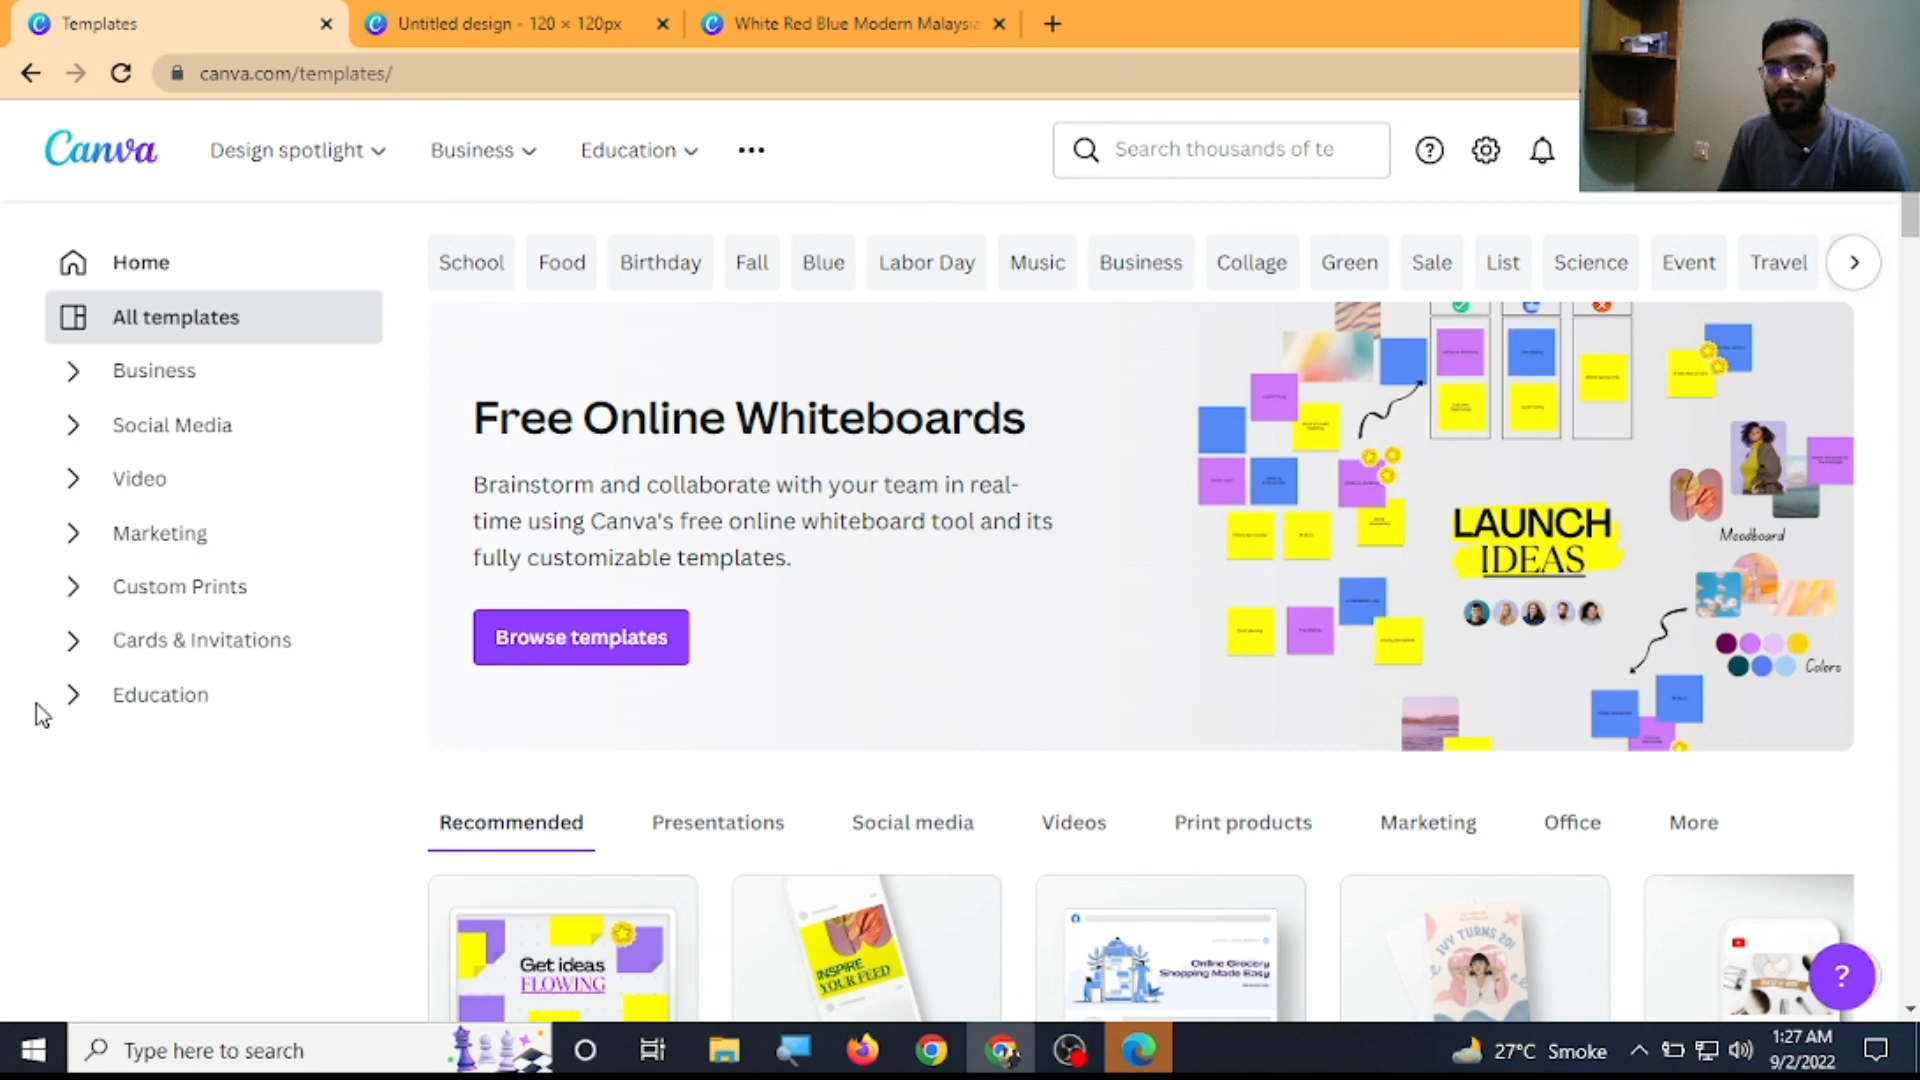 Templates
Untitled design - 120 × 120px
White Red Blue Modern Malaysia
canva.com/templates/
Canva
Design spotlight
Business
Education
Search thousands of te
Home
All templates
Business
Social Media
Video
Marketing
Custom Prints
Cards & Invitations
Education
School
Food
Birthday
Fall
Blue
Labor Day
Music
Business
Collage
Green
Sale
List
Science
Event
Travel
Free Online Whiteboards
Brainstorm and collaborate with your team in real-
time using Canva's free online whiteboard tool and its
fully customizable templates.
Browse templates
LAUNCH
IDEAS
Moodboard
Colors
Recommended
Presentations
Social media
Videos
Print products
Marketing
Office
More
Get ideas
FLOWING
INSPIRE
YOUR FEED
Online Grocery
Shopping Made Easy
IVY TURNS 20!
?
Type here to search
27°C Smoke
1:27 AM
9/2/2022